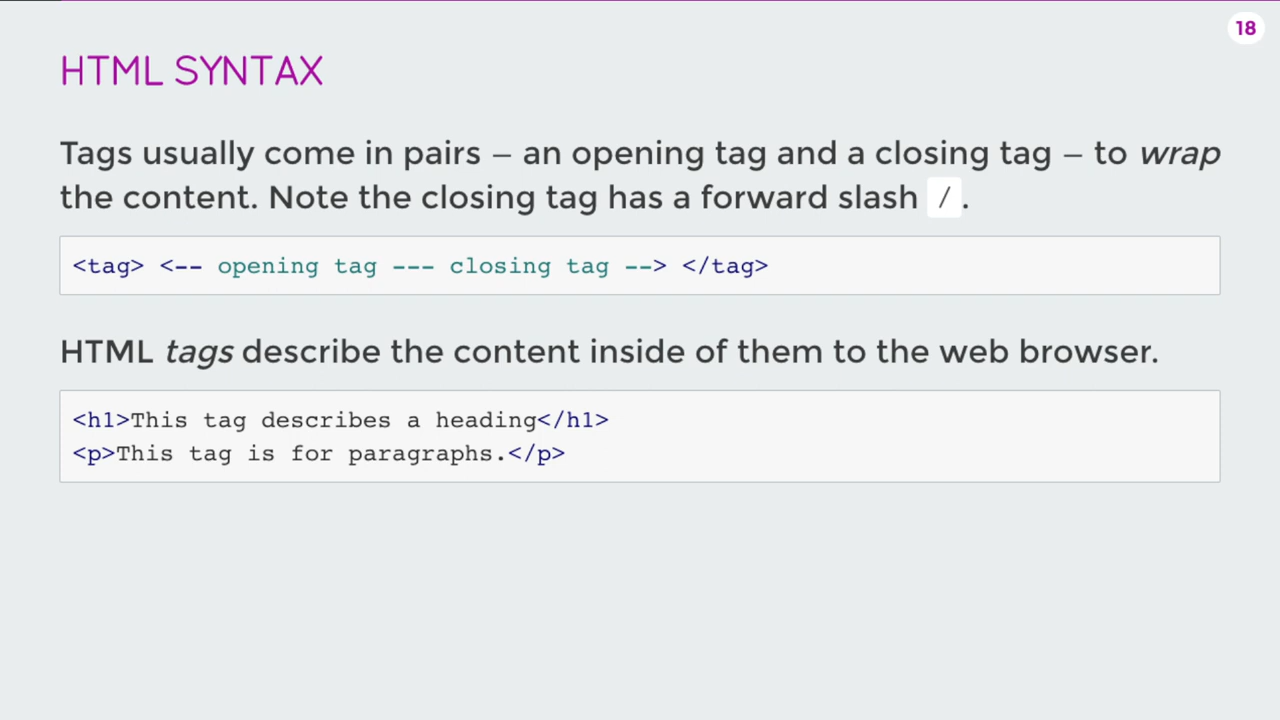 18
HTML SYNTAX
Tags usually come in pairs – an opening tag and a closing tag – to wrap
the content. Note the closing tag has a forward slash / .
<tag> <-- opening tag --- closing tag --> </tag>
HTML tags describe the content inside of them to the web browser.
<h1>This tag describes a heading</h1>
<p>This tag is for paragraphs.</p>